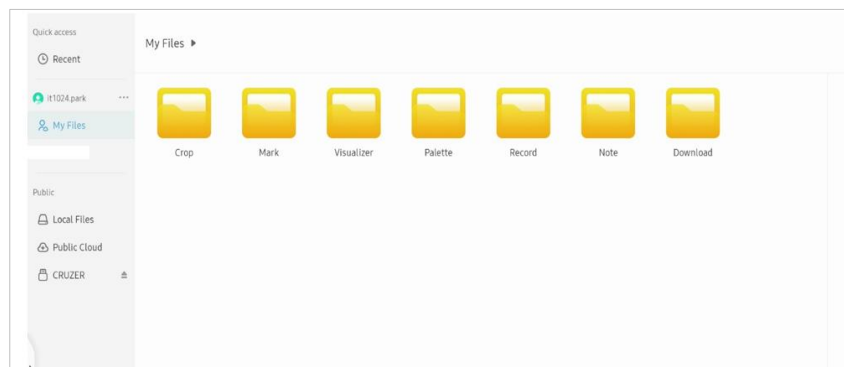 Quick access
Recent
it1024.park
My Files
Public
Local Files
Public Cloud
CRUZER
My Files
Crop
Mark
Visualizer
Palette
Record
Note
Download